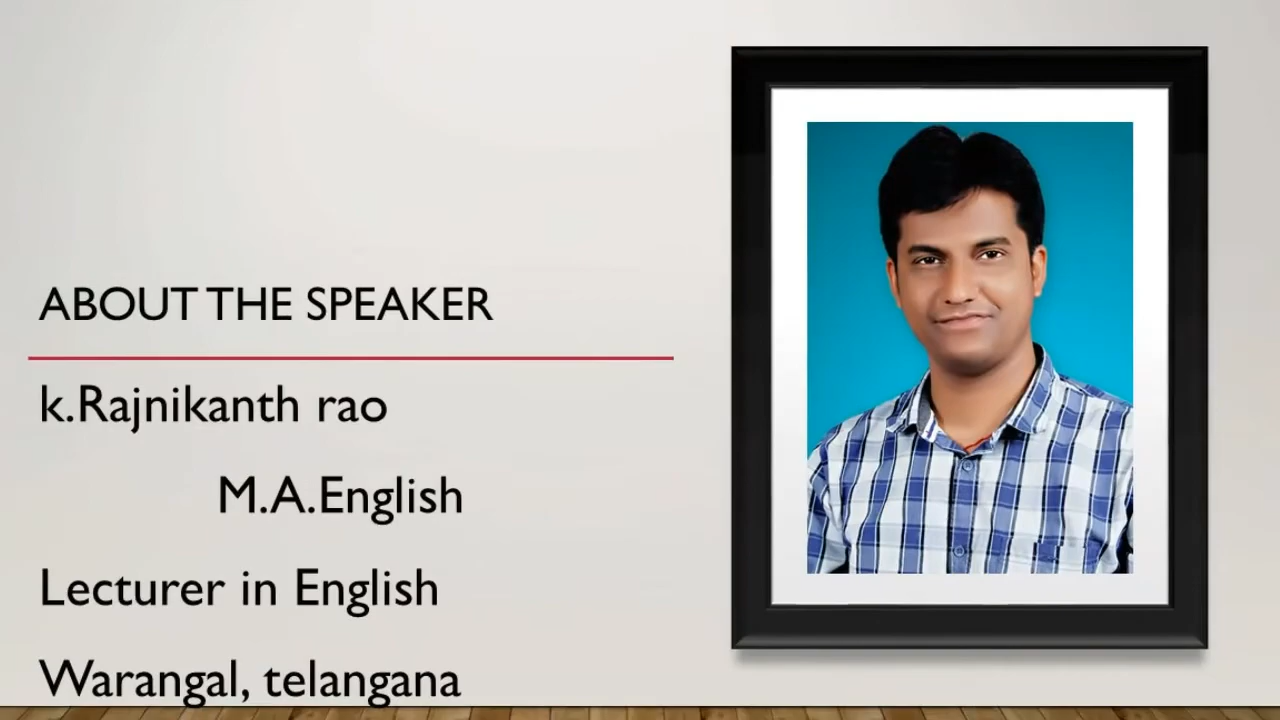 ABOUT THE SPEAKER
k.Rajnikanth rao
M.A.English
Lecturer in English
Warangal, telangana